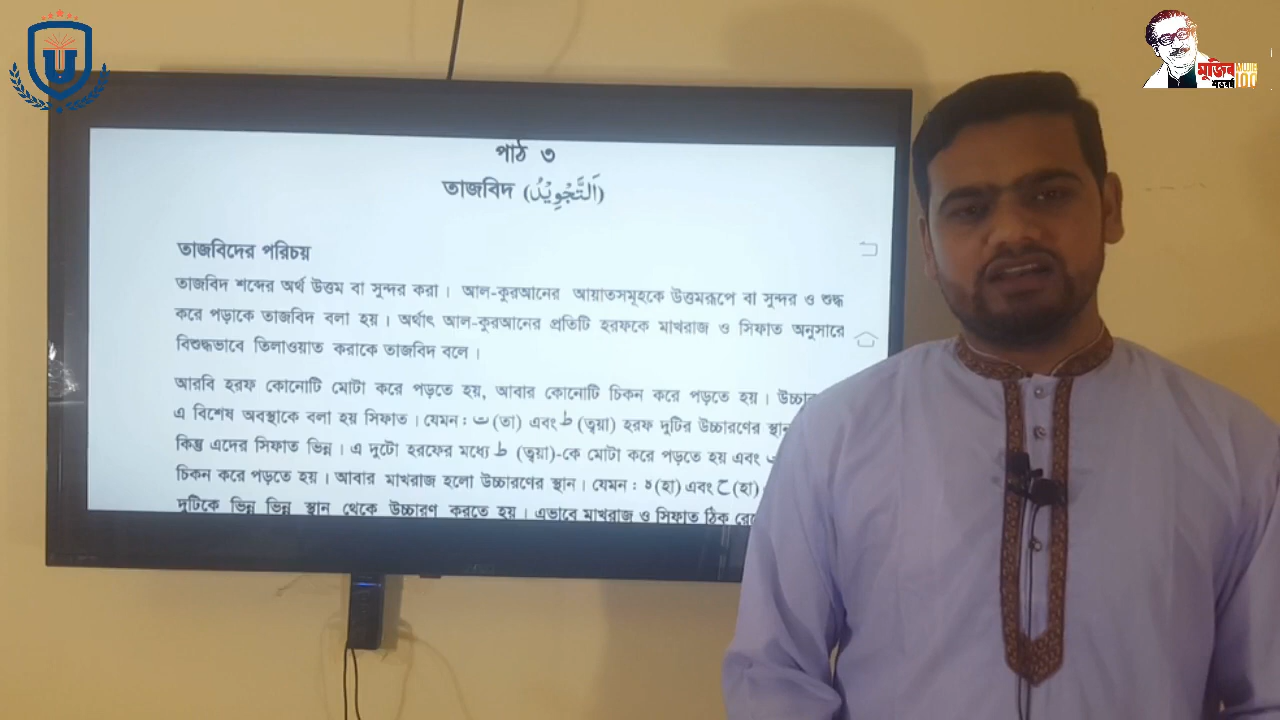 মুজিব
শতবর্ষ
100
পাঠ ৩
তাজবিদ (اَلتَّجْوِيْدُ)
তাজবিদের পরিচয়
তাজবিদ শব্দের অর্থ উত্তম বা সুন্দর করা। আল-কুরআনের আয়াতসমূহকে উত্তমরূপে বা সুন্দর ও শুদ্ধ
করে পড়াকে তাজবিদ বলা হয়। অর্থাৎ আল-কুরআনের প্রতিটি হরফকে মাখরাজ ও সিফাত অনুসারে
বিশুদ্ধভাবে তিলাওয়াত করাকে তাজবিদ বলে।
আরবি হরফ কোনোটি মোটা করে পড়তে হয়, আবার কোনোটি চিকন করে পড়তে হয়।
এ বিশেষ অবস্থাকে বলা হয় সিফাত। যেমন: ت (তা) এবং ط (ত্বয়া) হরফ দুটির উচ্চারণের স্থান
কিন্তু এদের সিফাত ভিন্ন। এ দুটো হরফের মধ্যে ط (ত্বয়া)-কে মোটা করে পড়তে হয় এবং
চিকন করে পড়তে হয়। আবার মাখরাজ হলো উচ্চারণের স্থান। যেমন: ه (হা) এবং ح (হা)
দুটিকে ভিন্ন ভিন্ন স্থান থেকে উচ্চারণ করতে হয়। এভাবে মাখরাজ ও সিফাত ঠিক